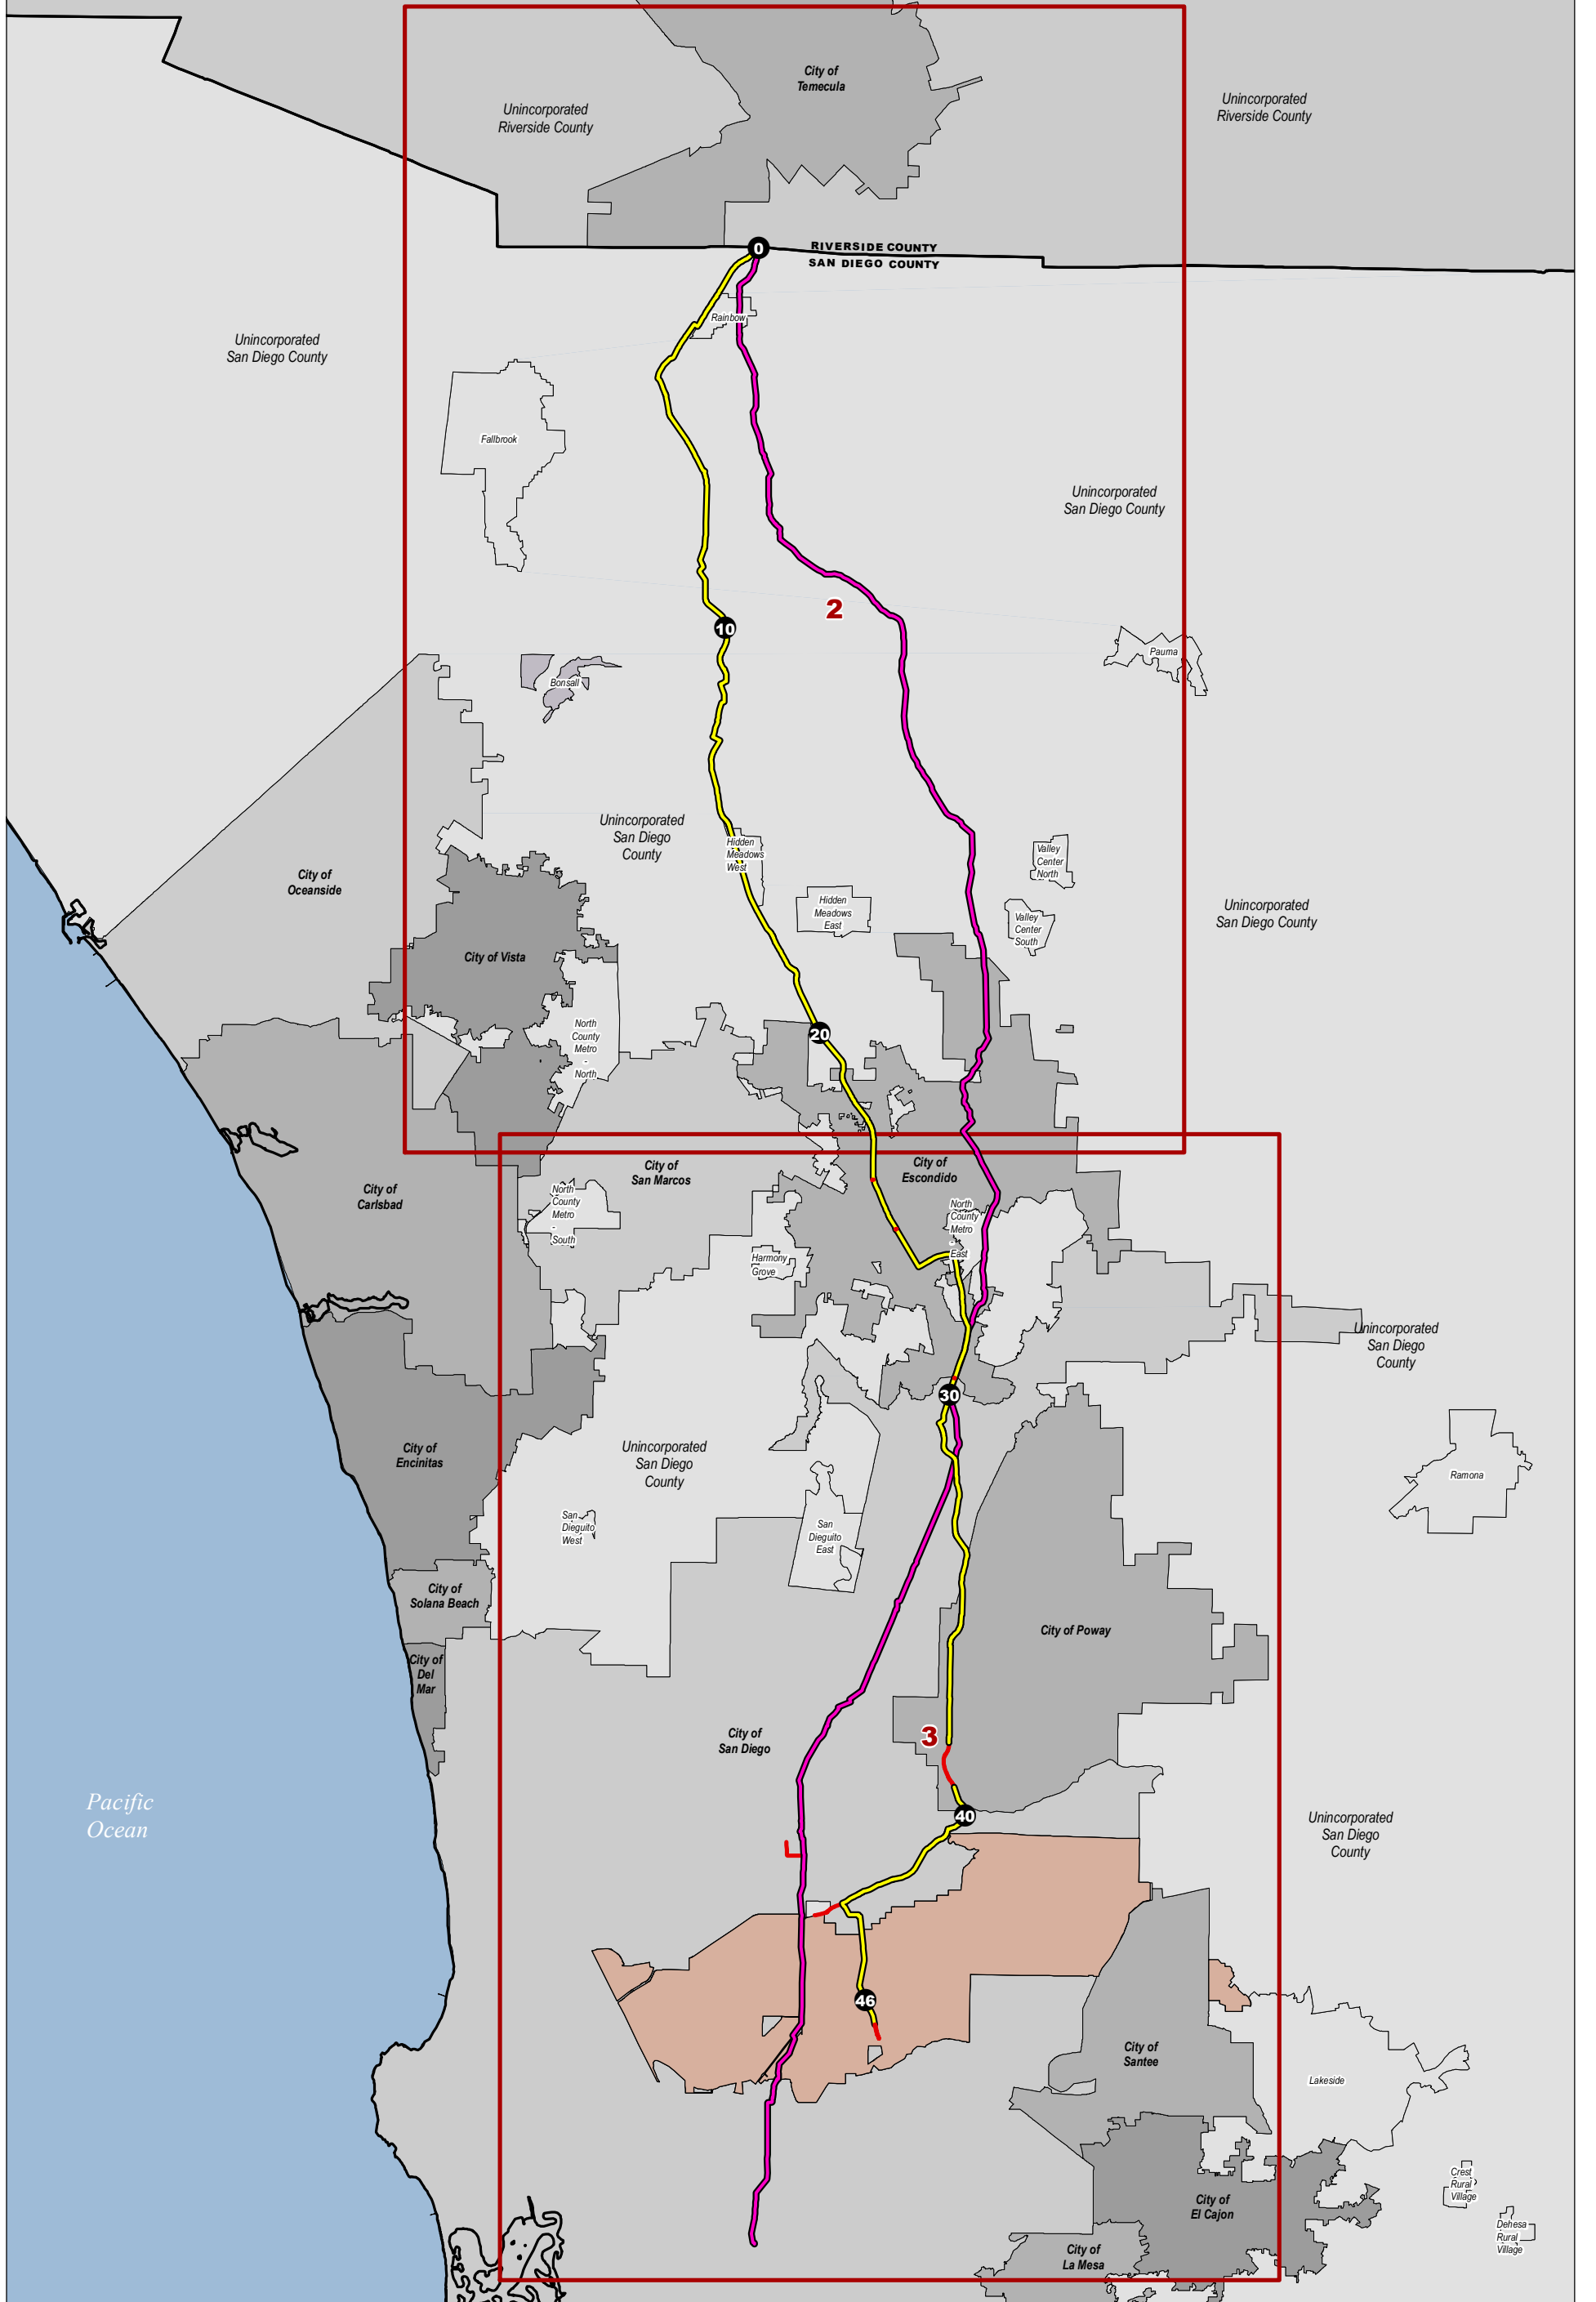 City of
Temecula
Unincorporated
Riverside County
Unincorporated
Riverside County
0
RIVERSIDE COUNTY
SAN DIEGO COUNTY
Rainbow
Unincorporated
San Diego County
Fallbrook
Unincorporated
San Diego County
2
10
Pauma
Bonsall
Unincorporated
San Diego
County
Hidden
Meadows
West
Valley
Center
North
City of
Oceanside
Hidden
Meadows
East
Valley
Center
South
Unincorporated
San Diego County
City of Vista
North
County
Metro
-
North
20
City of
San Marcos
City of
Escondido
City of
Carlsbad
North
County
Metro
-
South
North
County
Metro
-
East
Harmony
Grove
Unincorporated
San Diego
County
30
City of
Encinitas
Unincorporated
San Diego
County
Ramona
San
Dieguito
West
San
Dieguito
East
City of
Solana Beach
City of Poway
City of
Del
Mar
City of
San Diego
3
Pacific
Ocean
40
Unincorporated
San Diego
County
46
City of
Santee
Lakeside
Crest
Rural
Village
City of
El Cajon
Dehesa
Rural
Village
City of
La Mesa